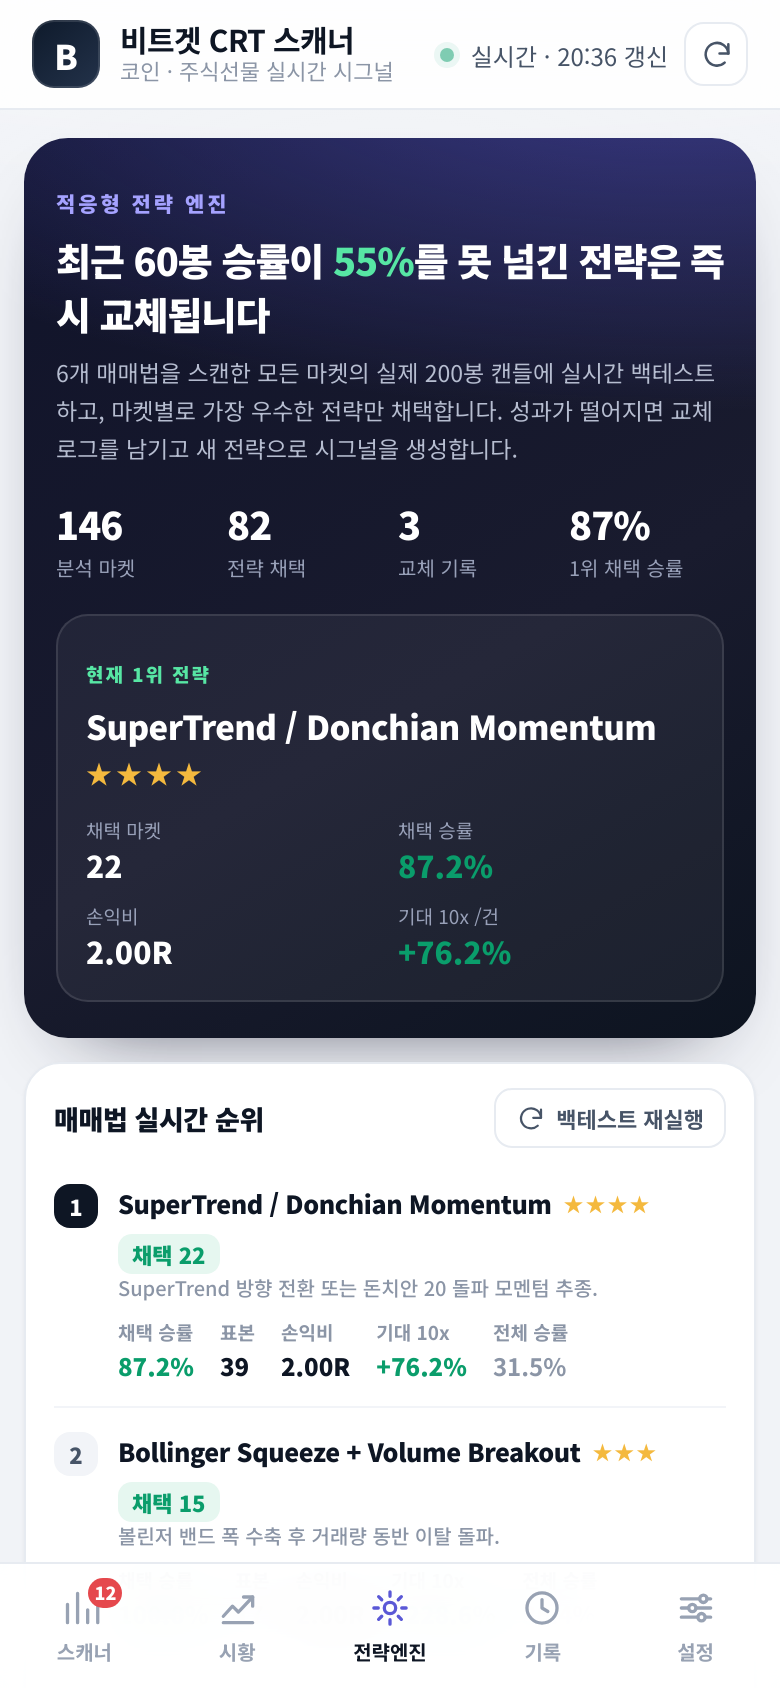 B
비트겟 CRT 스캐너
코인 · 주식선물 실시간 시그널
실시간 · 20:36 갱신
적응형 전략 엔진
최근 60봉 승률이 55%를 못 넘긴 전략은 즉
시 교체됩니다
6개 매매법을 스캔한 모든 마켓의 실제 200봉 캔들에 실시간 백테스트
하고, 마켓별로 가장 우수한 전략만 채택합니다. 성과가 떨어지면 교체
로그를 남기고 새 전략으로 시그널을 생성합니다.
146 82 3 87%
분석 마켓 전략 채택 교체 기록 1위 채택 승률
현재 1위 전략
SuperTrend / Donchian Momentum
★★★★
채택 마켓 채택 승률
22 87.2%
손익비 기대 10x /건
2.00R +76.2%
매매법 실시간 순위
백테스트 재실행
1 SuperTrend / Donchian Momentum ★★★★
채택 22
SuperTrend 방향 전환 또는 돈치안 20 돌파 모멘텀 추종.
채택 승률 표본 손익비 기대 10x 전체 승률
87.2% 39 2.00R +76.2% 31.5%
2 Bollinger Squeeze + Volume Breakout ★★★
채택 15
볼린저 밴드 폭 수축 후 거래량 동반 이탈 돌파.
12
스캐너 시황 전략엔진 기록 설정